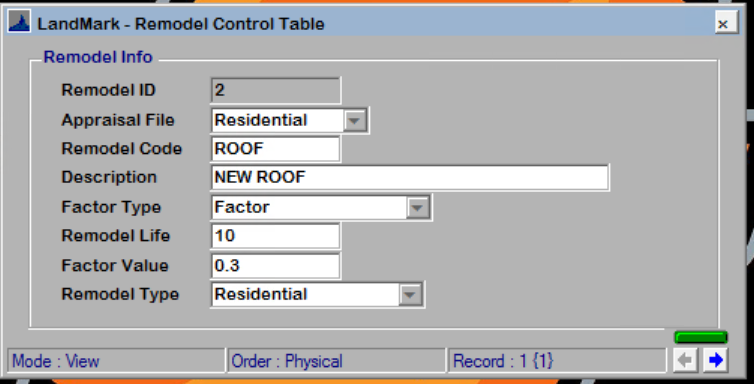 LandMark - Remodel Control Table
Remodel Info
Remodel ID 2
Appraisal File Residential
Remodel Code ROOF
Description NEW ROOF
Factor Type Factor
Remodel Life 10
Factor Value 0.3
Remodel Type Residential
Mode : View Order : Physical Record : 1 {1}